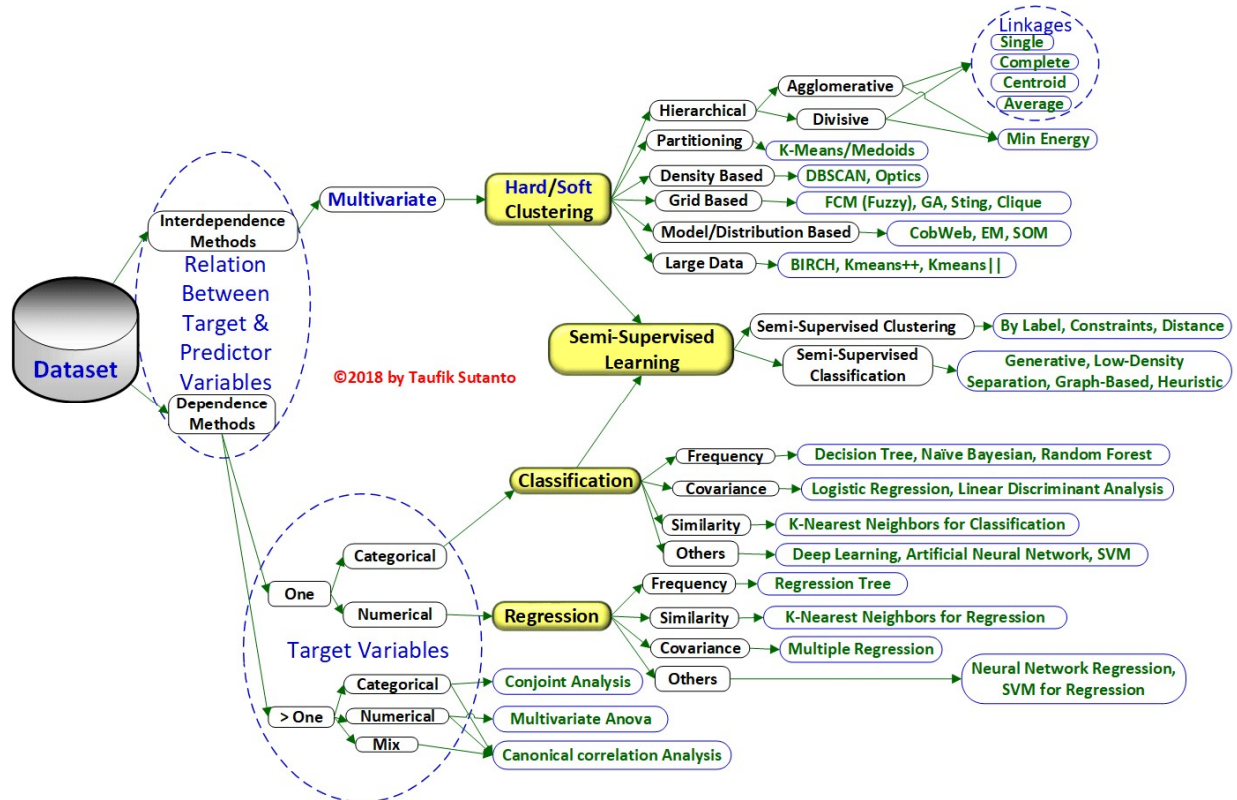 Linkages
Single
Complete
Centroid
Average
Min Energy
Agglomerative
Divisive
Hierarchical
Partitioning
K-Means/Medoids
Density Based
DBSCAN, Optics
Grid Based
FCM (Fuzzy), GA, Sting, Clique
Model/Distribution Based
CobWeb, EM, SOM
Large Data
BIRCH, Kmeans++, Kmeans||
Hard/Soft
Clustering
Multivariate
Interdependence
Methods
Relation
Between
Target &
Predictor
Variables
Dependence
Methods
Dataset
©2018 by Taufik Sutanto
Semi-Supervised
Learning
Semi-Supervised Clustering
By Label, Constraints, Distance
Semi-Supervised
Classification
Generative, Low-Density
Separation, Graph-Based, Heuristic
Classification
Frequency
Decision Tree, Naïve Bayesian, Random Forest
Covariance
Logistic Regression, Linear Discriminant Analysis
Similarity
K-Nearest Neighbors for Classification
Others
Deep Learning, Artificial Neural Network, SVM
One
Categorical
Numerical
Regression
Frequency
Regression Tree
Similarity
K-Nearest Neighbors for Regression
Covariance
Multiple Regression
Others
Neural Network Regression,
SVM for Regression
Target Variables
> One
Categorical
Conjoint Analysis
Numerical
Multivariate Anova
Mix
Canonical correlation Analysis